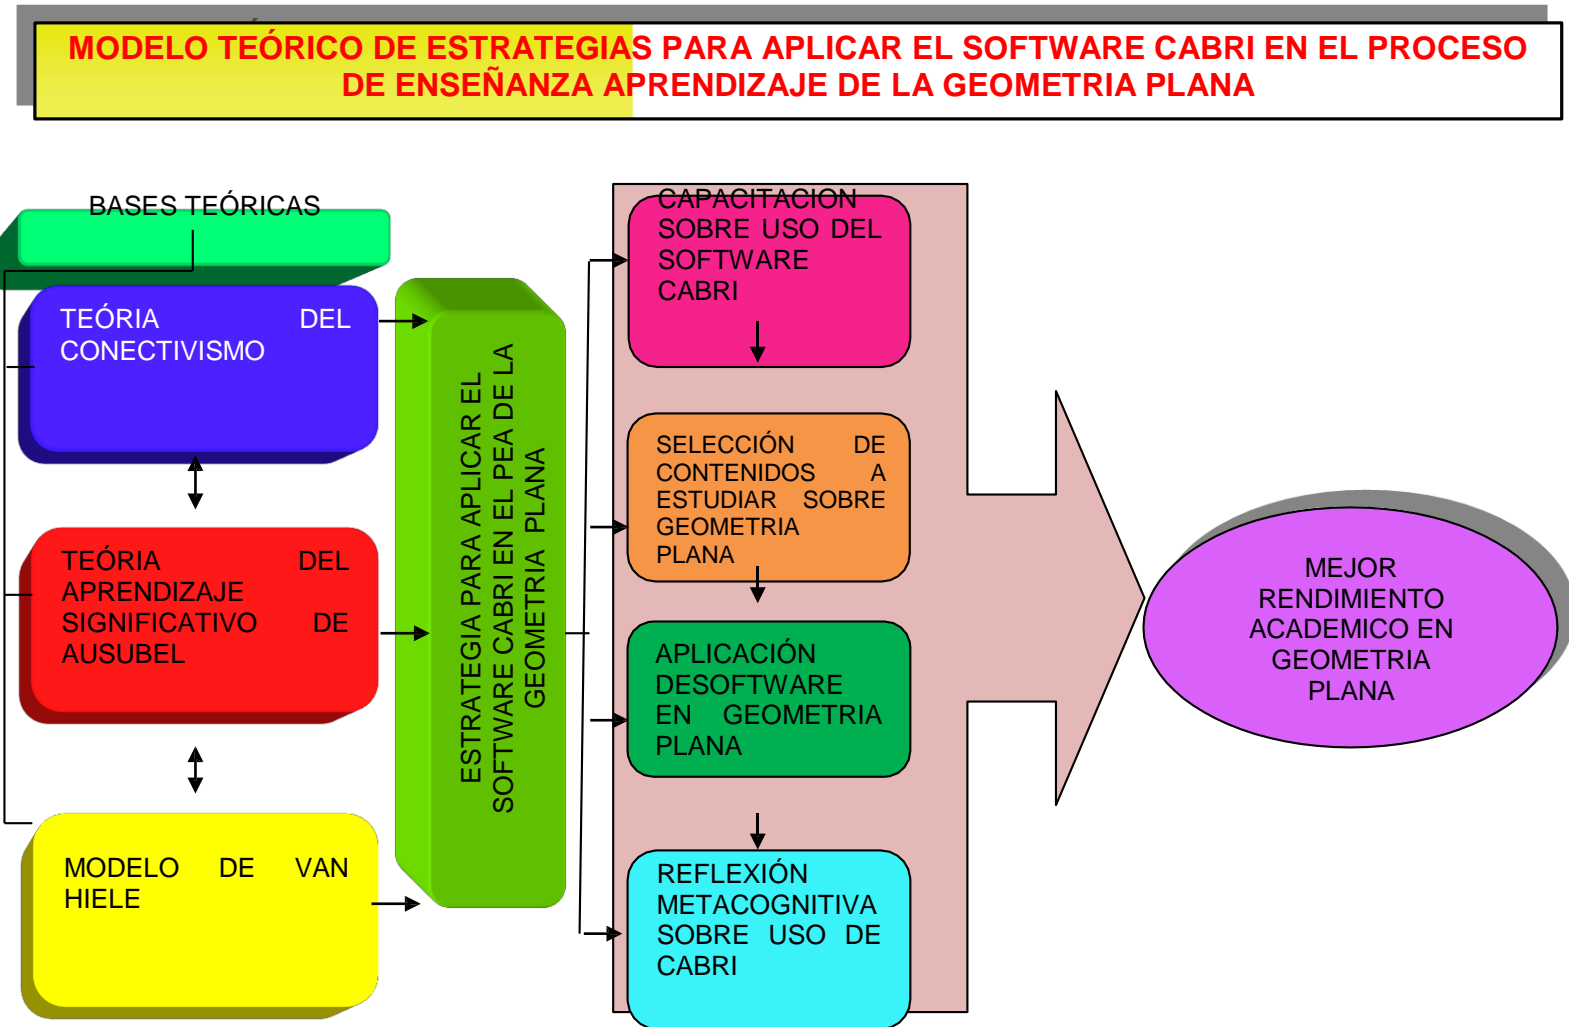 MODELO TEÓRICO DE ESTRATEGIAS PARA APLICAR EL SOFTWARE CABRI EN EL PROCESO
DE ENSEÑANZA APRENDIZAJE DE LA GEOMETRIA PLANA
BASES TEÓRICAS
TEÓRIA DEL
CONECTIVISMO
TEÓRIA DEL
APRENDIZAJE
SIGNIFICATIVO DE
AUSUBEL
MODELO DE VAN
HIELE
ESTRATEGIA PARA APLICAR EL
SOFTWARE CABRI EN EL PEA DE LA
GEOMETRIA PLANA
CAPACITACION
SOBRE USO DEL
SOFTWARE
CABRI
SELECCIÓN DE
CONTENIDOS A
ESTUDIAR SOBRE
GEOMETRIA
PLANA
APLICACIÓN
DESOFTWARE
EN GEOMETRIA
PLANA
REFLEXIÓN
METACOGNITIVA
SOBRE USO DE
CABRI
MEJOR
RENDIMIENTO
ACADEMICO EN
GEOMETRIA
PLANA